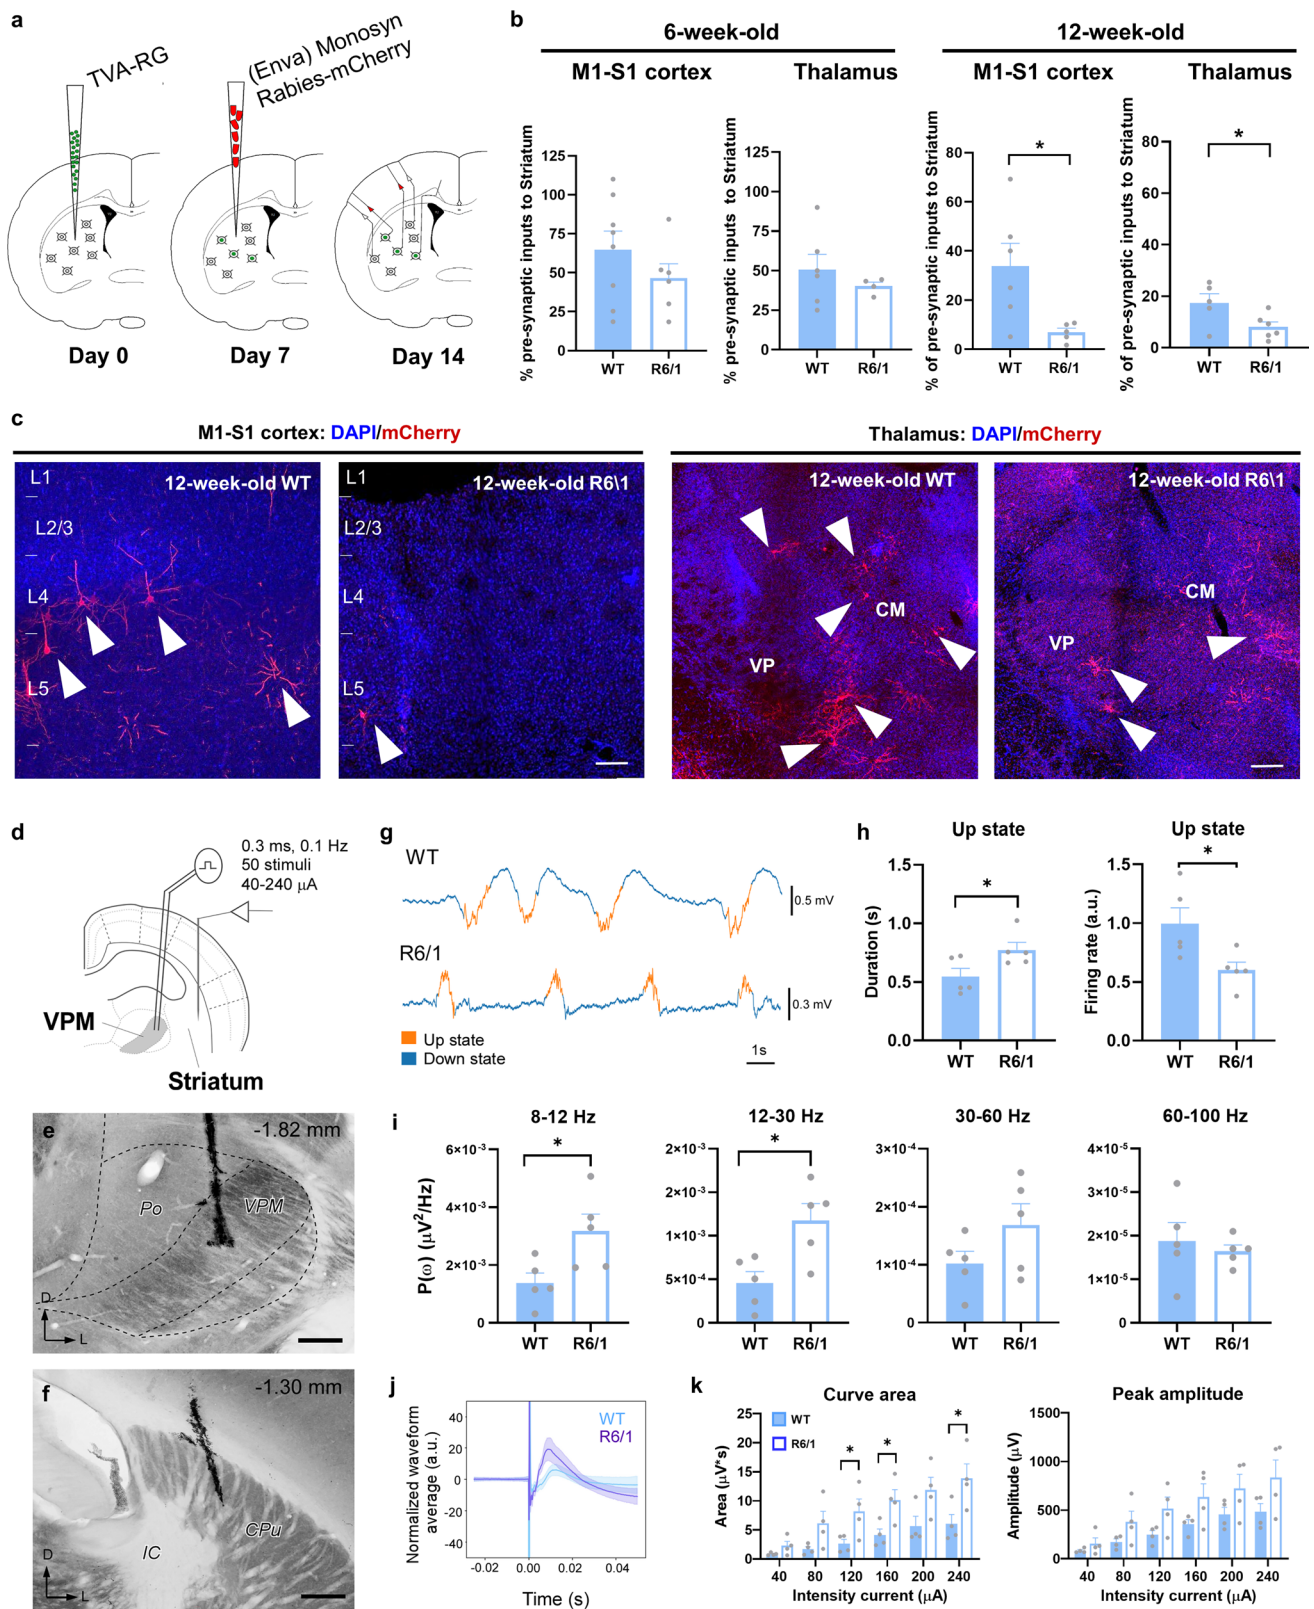 a
TVA-RG
(Enva) Monosyn
Rabies-mCherry
Day 0
Day 7
Day 14
b
6-week-old
12-week-old
M1-S1 cortex
Thalamus
M1-S1 cortex
Thalamus
% pre-synaptic inputs to Striatum
125
100
75
50
25
0
WT
R6/1
% pre-synaptic inputs to Striatum
125
100
75
50
25
0
WT
R6/1
% of pre-synaptic inputs to Striatum
80
60
40
20
0
*
WT
R6/1
% of pre-synaptic inputs to Striatum
80
60
40
20
0
*
WT
R6/1
c
M1-S1 cortex: DAPI/mCherry
Thalamus: DAPI/mCherry
L1
L2/3
L4
L5
12-week-old WT
L1
L2/3
L4
L5
12-week-old R6\1
12-week-old WT
CM
VP
12-week-old R6\1
CM
VP
d
0.3 ms, 0.1 Hz
50 stimuli
40-240 μA
VPM
Striatum
e
-1.82 mm
Po
VPM
D
L
f
-1.30 mm
IC
CPu
D
L
g
WT
0.5 mV
R6/1
0.3 mV
Up state
Down state
1s
h
Up state
Duration (s)
1.5
1.0
0.5
0.0
*
WT
R6/1
Up state
Firing rate (a.u.)
1.5
1.0
0.5
0.0
*
WT
R6/1
i
8-12 Hz
P(ω) (μV²/Hz)
6×10⁻³
4×10⁻³
2×10⁻³
0
*
WT
R6/1
12-30 Hz
2×10⁻³
2×10⁻³
1×10⁻³
5×10⁻⁴
0
*
WT
R6/1
30-60 Hz
3×10⁻⁴
2×10⁻⁴
1×10⁻⁴
0
WT
R6/1
60-100 Hz
4×10⁻⁵
3×10⁻⁵
2×10⁻⁵
1×10⁻⁵
0
WT
R6/1
j
Normalized waveform
average (a.u.)
40
20
0
-20
-40
WT
R6/1
-0.02
0.00
0.02
0.04
Time (s)
k
Curve area
Area (μV*s)
25
20
15
10
5
0
WT
R6/1
*
*
*
40
80
120
160
200
240
Intensity current (μA)
Peak amplitude
Amplitude (μV)
1500
1000
500
0
40
80
120
160
200
240
Intensity current (μA)